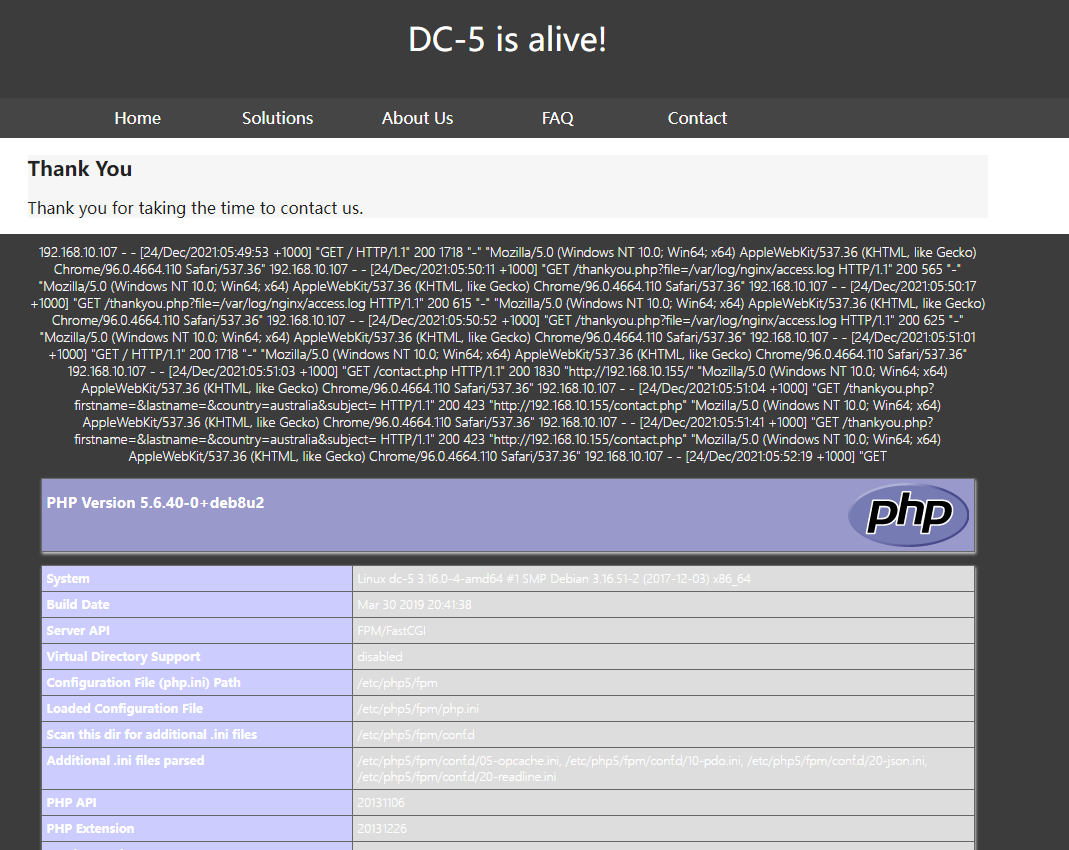 DC-5 is alive!
Home Solutions About Us FAQ Contact
Thank You
Thank you for taking the time to contact us.
192.168.10.107 - - [24/Dec/2021:05:49:53 +1000] "GET / HTTP/1.1" 200 1718 "-" "Mozilla/5.0 (Windows NT 10.0; Win64; x64) AppleWebKit/537.36 (KHTML, like Gecko)
Chrome/96.0.4664.110 Safari/537.36" 192.168.10.107 - - [24/Dec/2021:05:50:11 +1000] "GET /thankyou.php?file=/var/log/nginx/access.log HTTP/1.1" 200 565 "-"
"Mozilla/5.0 (Windows NT 10.0; Win64; x64) AppleWebKit/537.36 (KHTML, like Gecko) Chrome/96.0.4664.110 Safari/537.36" 192.168.10.107 - - [24/Dec/2021:05:50:17
+1000] "GET /thankyou.php?file=/var/log/nginx/access.log HTTP/1.1" 200 615 "-" "Mozilla/5.0 (Windows NT 10.0; Win64; x64) AppleWebKit/537.36 (KHTML, like Gecko)
Chrome/96.0.4664.110 Safari/537.36" 192.168.10.107 - - [24/Dec/2021:05:50:52 +1000] "GET /thankyou.php?file=/var/log/nginx/access.log HTTP/1.1" 200 625 "-"
"Mozilla/5.0 (Windows NT 10.0; Win64; x64) AppleWebKit/537.36 (KHTML, like Gecko) Chrome/96.0.4664.110 Safari/537.36" 192.168.10.107 - - [24/Dec/2021:05:51:01
+1000] "GET / HTTP/1.1" 200 1718 "-" "Mozilla/5.0 (Windows NT 10.0; Win64; x64) AppleWebKit/537.36 (KHTML, like Gecko) Chrome/96.0.4664.110 Safari/537.36"
192.168.10.107 - - [24/Dec/2021:05:51:03 +1000] "GET /contact.php HTTP/1.1" 200 1830 "http://192.168.10.155/" "Mozilla/5.0 (Windows NT 10.0; Win64; x64)
AppleWebKit/537.36 (KHTML, like Gecko) Chrome/96.0.4664.110 Safari/537.36" 192.168.10.107 - - [24/Dec/2021:05:51:04 +1000] "GET /thankyou.php?
firstname=&lastname=&country=australia&subject= HTTP/1.1" 200 423 "http://192.168.10.155/contact.php" "Mozilla/5.0 (Windows NT 10.0; Win64; x64)
AppleWebKit/537.36 (KHTML, like Gecko) Chrome/96.0.4664.110 Safari/537.36" 192.168.10.107 - - [24/Dec/2021:05:51:41 +1000] "GET /thankyou.php?
firstname=&lastname=&country=australia&subject= HTTP/1.1" 200 423 "http://192.168.10.155/contact.php" "Mozilla/5.0 (Windows NT 10.0; Win64; x64)
AppleWebKit/537.36 (KHTML, like Gecko) Chrome/96.0.4664.110 Safari/537.36" 192.168.10.107 - - [24/Dec/2021:05:52:19 +1000] "GET
PHP Version 5.6.40-0+deb8u2 php
System Linux dc-5 3.16.0-4-amd64 #1 SMP Debian 3.16.51-2 (2017-12-03) x86_64
Build Date Mar 30 2019 20:41:38
Server API FPM/FastCGI
Virtual Directory Support disabled
Configuration File (php.ini) Path /etc/php5/fpm
Loaded Configuration File /etc/php5/fpm/php.ini
Scan this dir for additional .ini files /etc/php5/fpm/conf.d
Additional .ini files parsed /etc/php5/fpm/conf.d/05-opcache.ini, /etc/php5/fpm/conf.d/10-pdo.ini, /etc/php5/fpm/conf.d/20-json.ini,
/etc/php5/fpm/conf.d/20-readline.ini
PHP API 20131106
PHP Extension 20131226